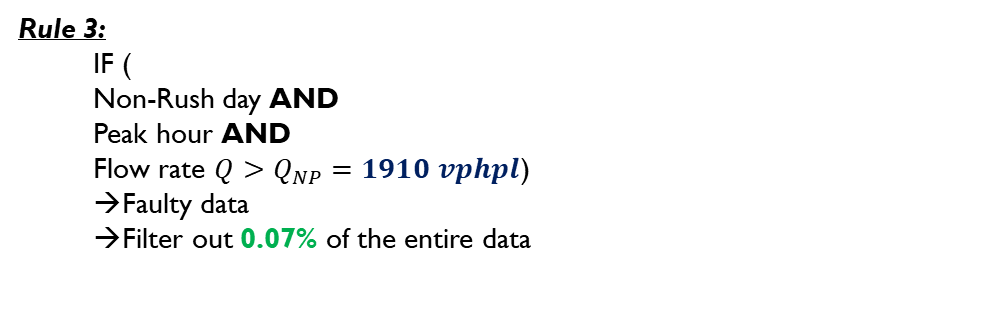 Rule 3:
IF (
Non-Rush day AND
Peak hour AND
Flow rate Q > Q_NP = 1910 vphpl)
→Faulty data
→Filter out 0.07% of the entire data